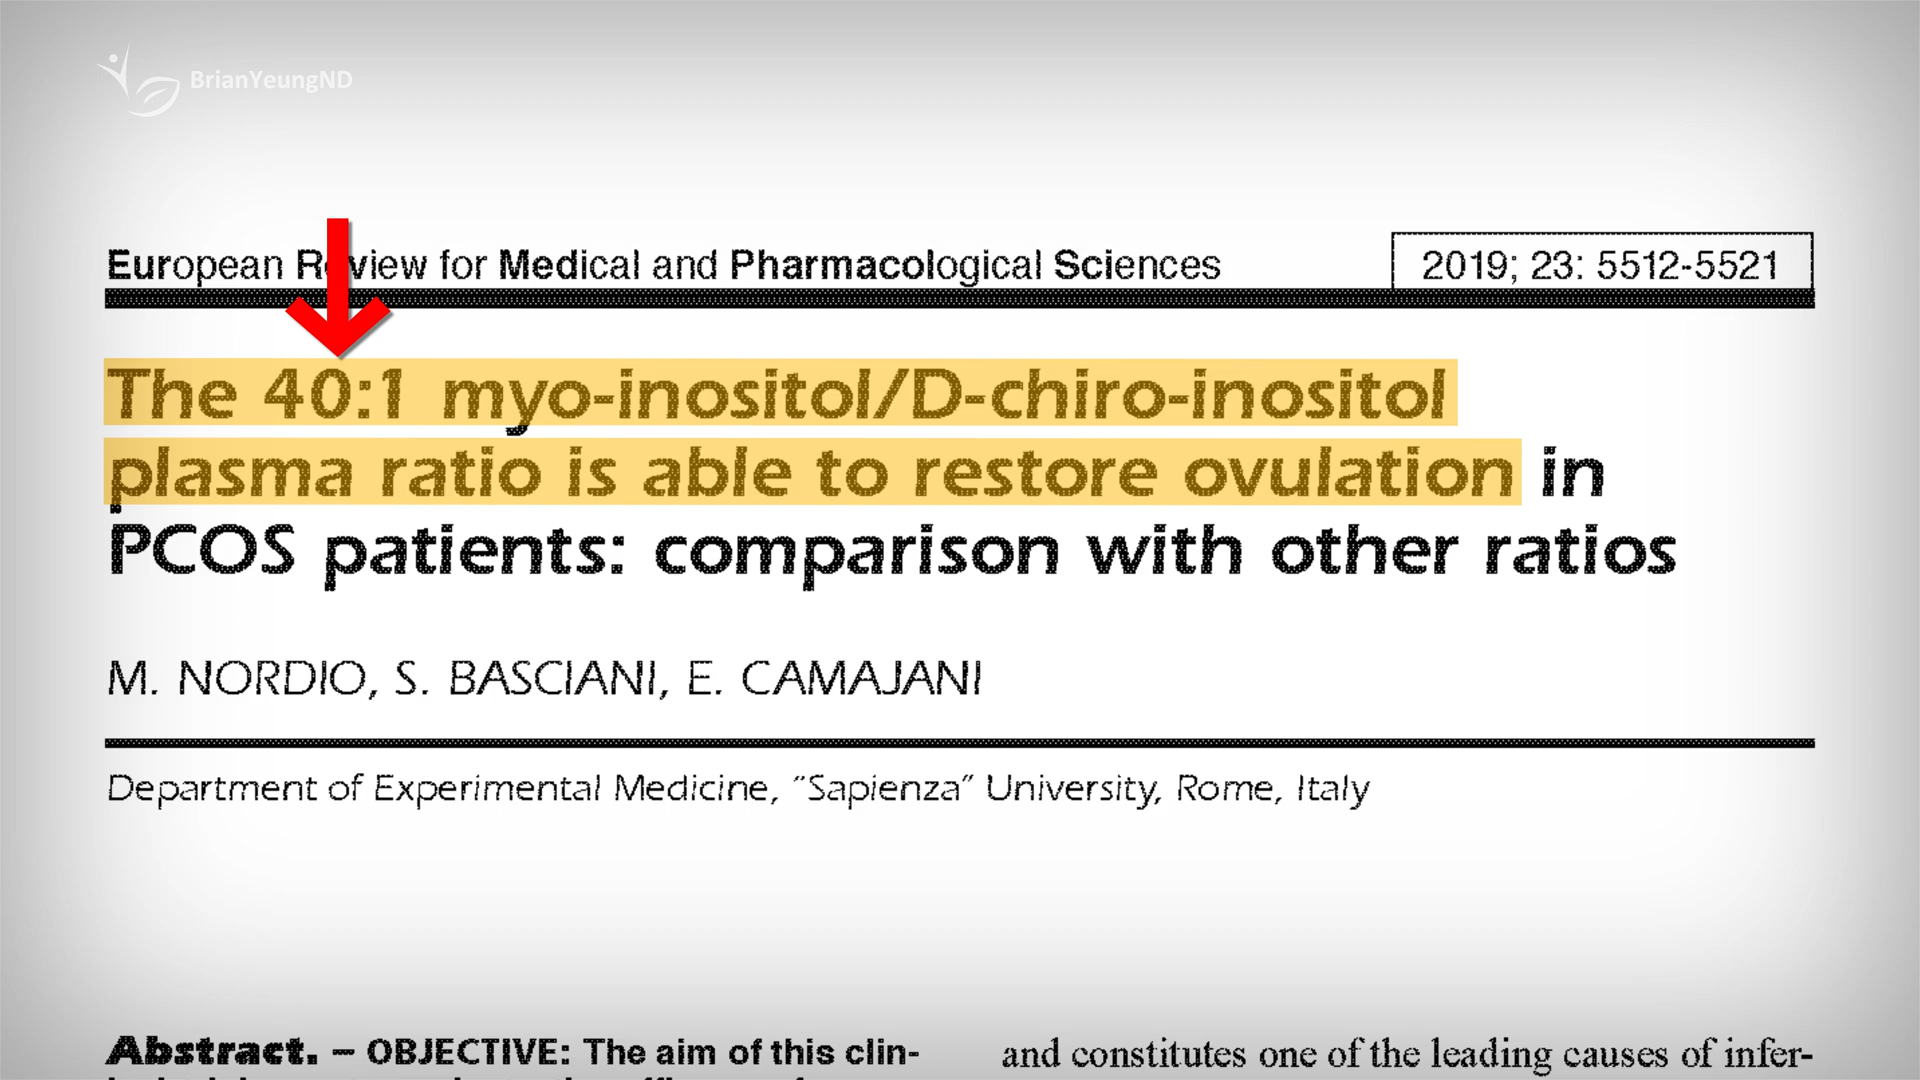 BrianYeungND
European Review for Medical and Pharmacological Sciences
2019; 23: 5512-5521
The 40:1 myo-inositol/D-chiro-inositol
plasma ratio is able to restore ovulation in
PCOS patients: comparison with other ratios
M. NORDIO, S. BASCIANI, E. CAMAJANI
Department of Experimental Medicine, “Sapienza” University, Rome, Italy
Abstract. – OBJECTIVE: The aim of this clin-
and constitutes one of the leading causes of infer-